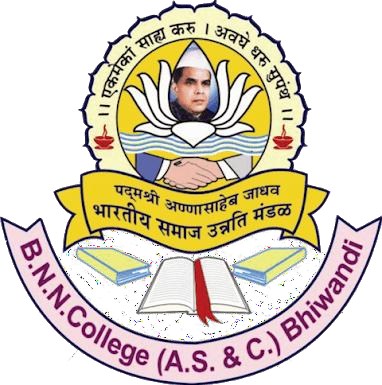 ।। एकमेकां साह्य करु । अवघे धरु सुपंथ ।।
पद्मश्री अण्णासाहेब जाधव
भारतीय समाज उन्नति मंडळ
B.N.N.College (A.S. & C.) Bhiwandi